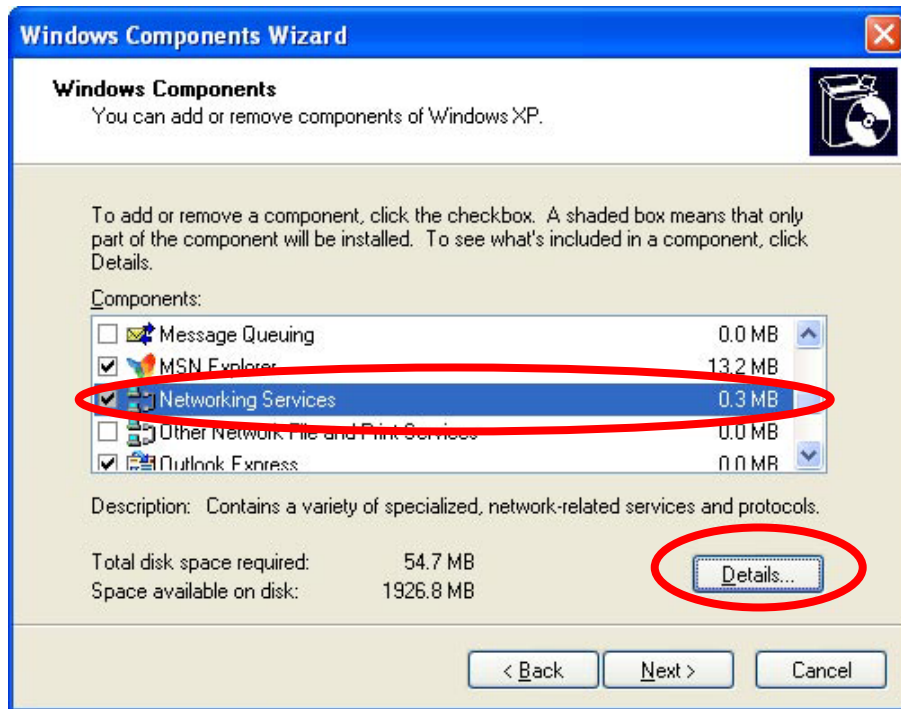 Windows Components Wizard
Windows Components
You can add or remove components of Windows XP.
To add or remove a component, click the checkbox. A shaded box means that only
part of the component will be installed. To see what's included in a component, click
Details.
Components:
Message Queuing 0.0 MB
MSN Explorer 13.2 MB
Networking Services 0.3 MB
Other Network File and Print Services 0.0 MB
Outlook Express 0.0 MB
Description: Contains a variety of specialized, network-related services and protocols.
Total disk space required: 54.7 MB
Space available on disk: 1926.8 MB
Details...
< Back Next > Cancel